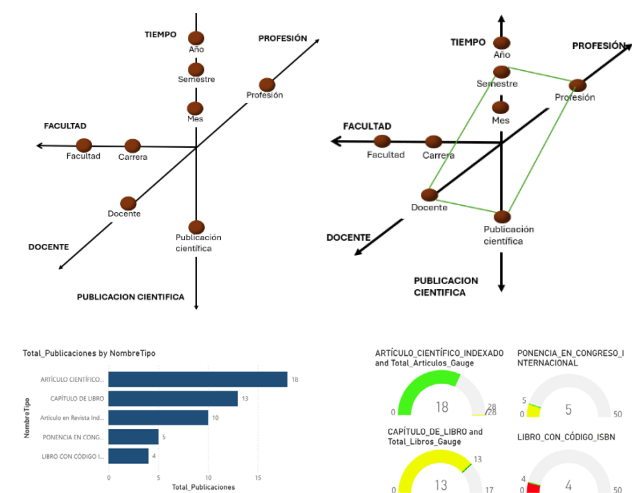 TIEMPO
Año
PROFESIÓN
Semestre
Profesión
Mes
FACULTAD
Facultad
Carrera
Docente
Publicación
científica
DOCENTE
PUBLICACION CIENTIFICA
TIEMPO
Año
PROFESIÓN
Semestre
Profesión
Mes
FACULTAD
Facultad
Carrera
Docente
Publicación
científica
DOCENTE
PUBLICACION
CIENTIFICA
Total_Publicaciones by NombreTipo
NombreTipo
ARTÍCULO CIENTÍFICO... 18
CAPÍTULO DE LIBRO 13
Artículo en Revista Ind... 10
PONENCIA EN CONG... 5
LIBRO CON CÓDIGO I... 4
0 5 10 15
Total_Publicaciones
ARTÍCULO_CIENTÍFICO_INDEXADO
and Total_Articulos_Gauge
0 18 28
28
PONENCIA_EN_CONGRESO_I
NTERNACIONAL
5
0 5 50
CAPÍTULO_DE_LIBRO and
Total_Libros_Gauge
13
0 13 17
LIBRO_CON_CÓDIGO_ISBN
4
0 4 50